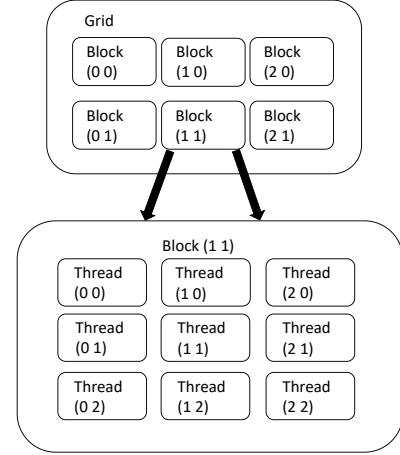 Grid
Block
(0 0)
Block
(1 0)
Block
(2 0)
Block
(0 1)
Block
(1 1)
Block
(2 1)
Block (1 1)
Thread
(0 0)
Thread
(1 0)
Thread
(2 0)
Thread
(0 1)
Thread
(1 1)
Thread
(2 1)
Thread
(0 2)
Thread
(1 2)
Thread
(2 2)